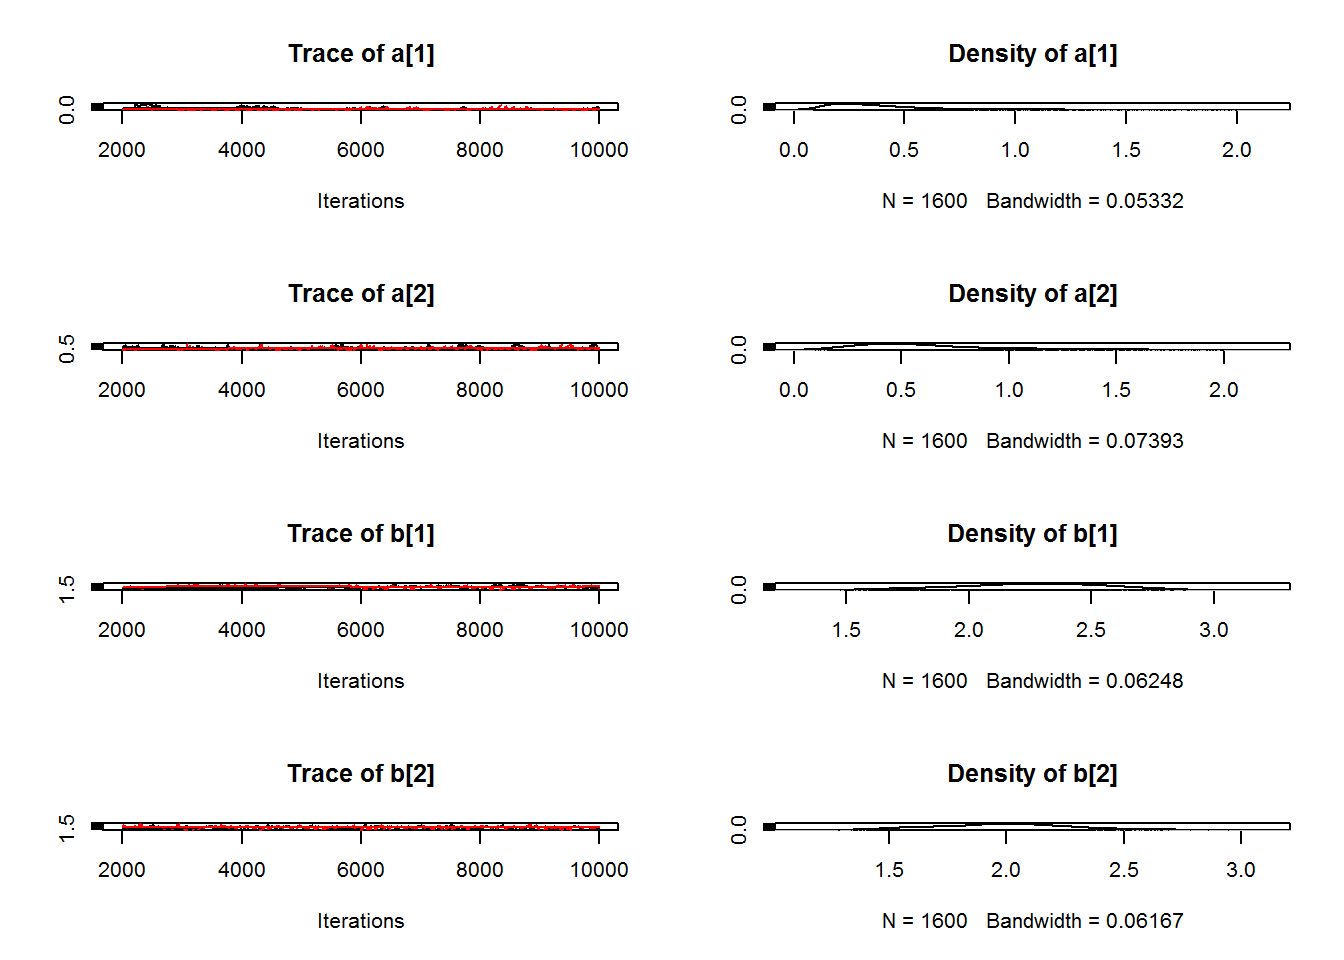 Trace of a[1]
0.0
2000 4000 6000 8000 10000
Iterations
Density of a[1]
0.0
0.0 0.5 1.0 1.5 2.0
N = 1600 Bandwidth = 0.05332
Trace of a[2]
0.5
2000 4000 6000 8000 10000
Iterations
Density of a[2]
0.0
0.0 0.5 1.0 1.5 2.0
N = 1600 Bandwidth = 0.07393
Trace of b[1]
1.5
2000 4000 6000 8000 10000
Iterations
Density of b[1]
0.0
1.5 2.0 2.5 3.0
N = 1600 Bandwidth = 0.06248
Trace of b[2]
1.5
2000 4000 6000 8000 10000
Iterations
Density of b[2]
0.0
1.5 2.0 2.5 3.0
N = 1600 Bandwidth = 0.06167